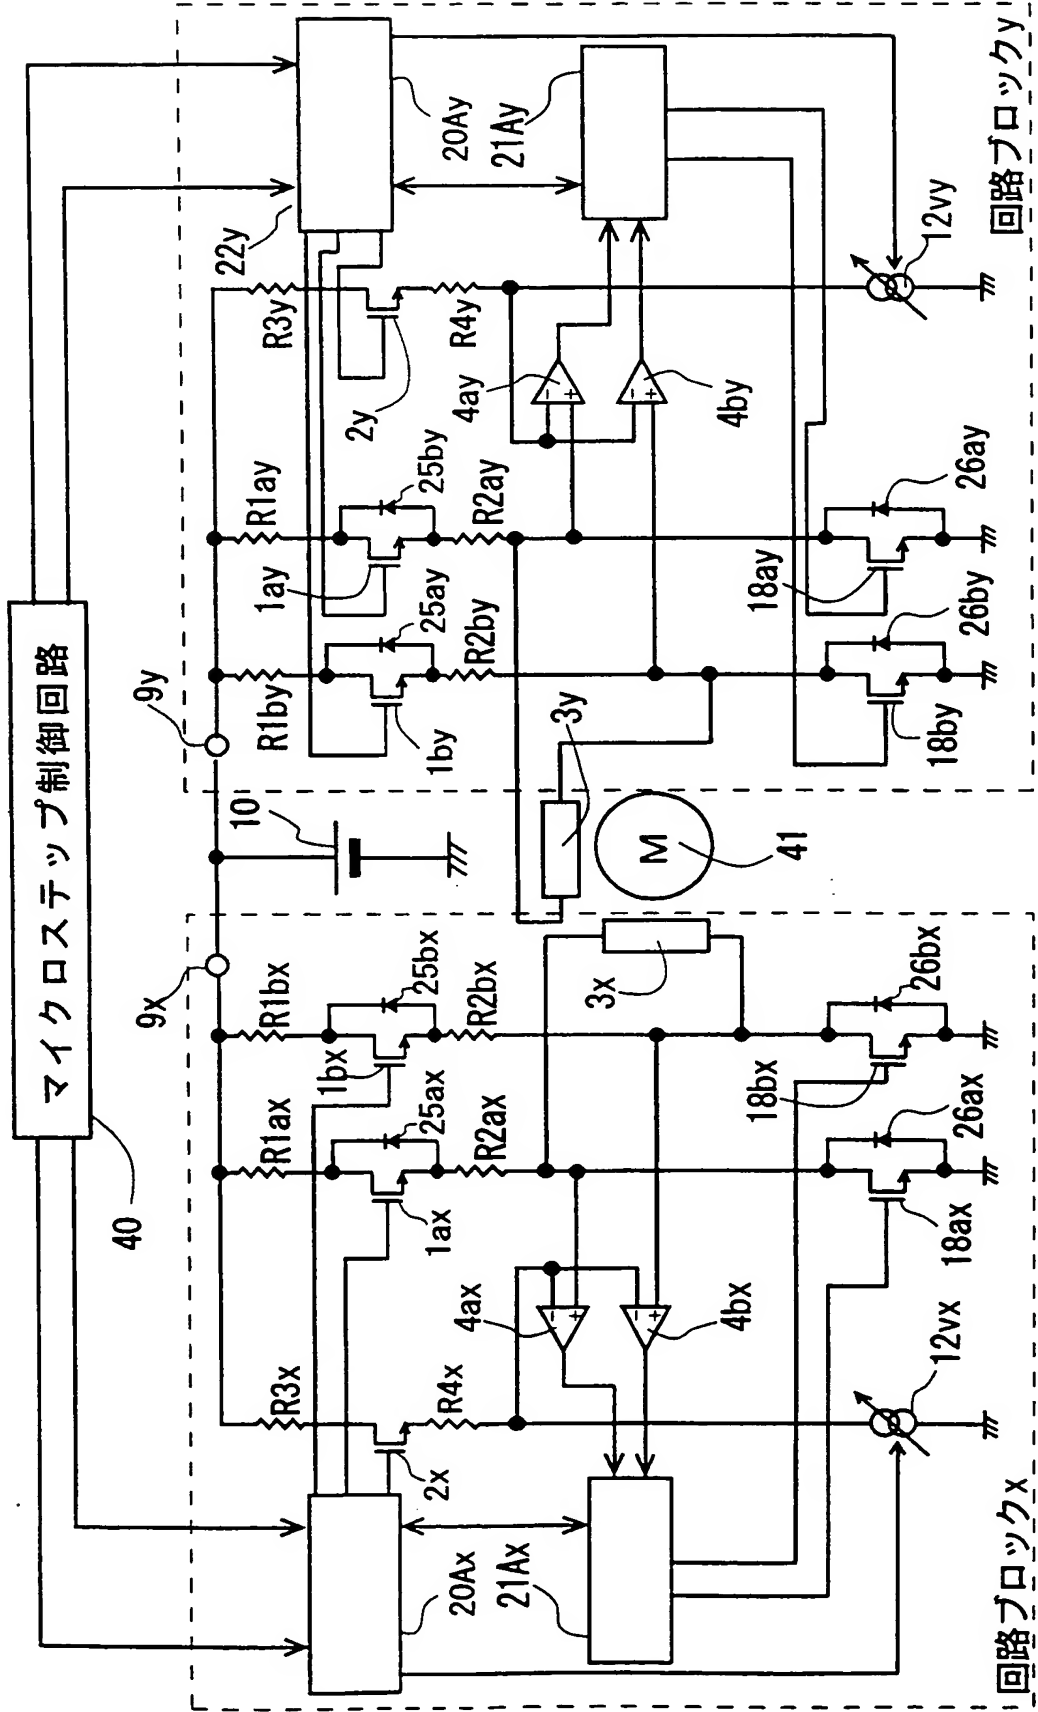 マイクロステップ制御回路
40
9x
9y
10
22y
20Ay
21Ay
R3y
2y
R4y
4ay
4by
12vy
R1ay
25by
1ay
R2ay
26ay
18ay
R1by
25ay
1by
R2by
26by
18by
3y
M
41
回路ブロックy
R1bx
25bx
1bx
R2bx
3x
26bx
18bx
R1ax
25ax
1ax
R2ax
26ax
18ax
4ax
4bx
R3x
2x
R4x
12vx
20Ax
21Ax
回路ブロックx
-
+
-
+
-
+
-
+